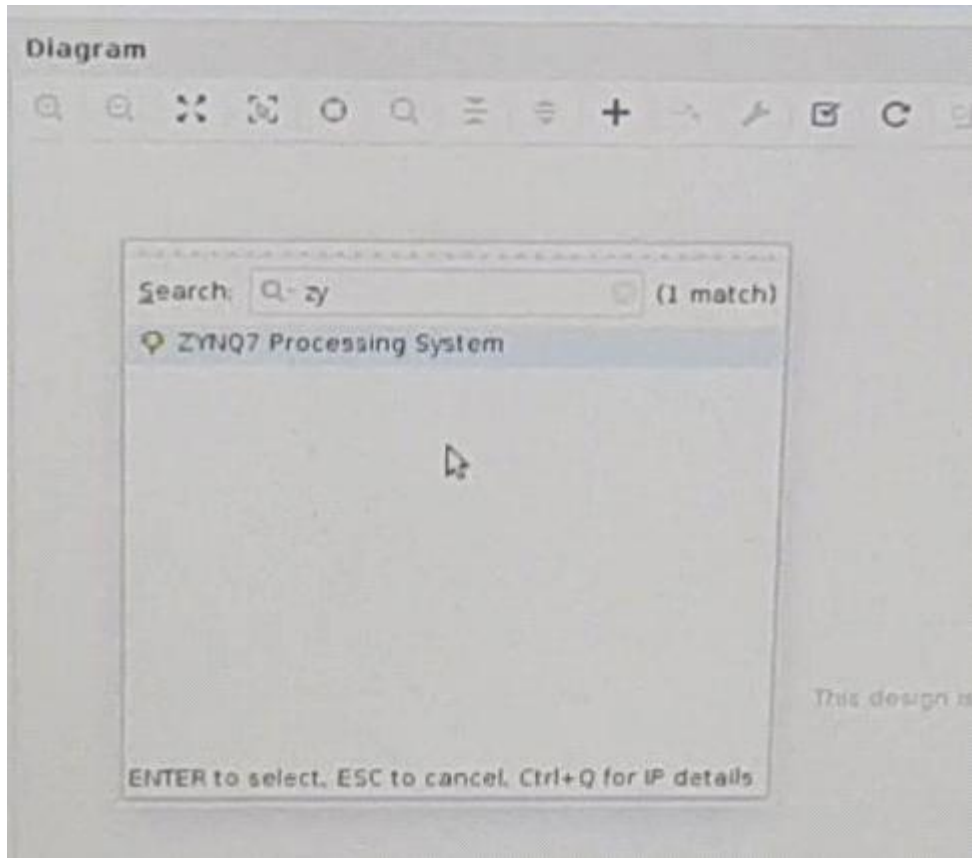 Diagram
Search: zy (1 match)
ZYNQ7 Processing System
This design is
ENTER to select, ESC to cancel, Ctrl+Q for IP details